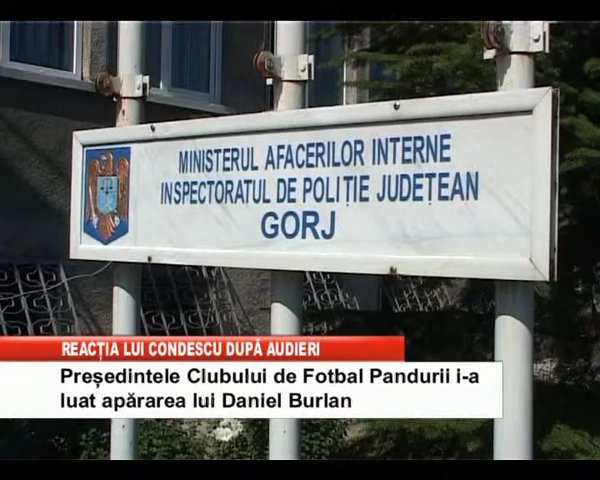 MINISTERUL AFACERILOR INTERNE
INSPECTORATUL DE POLIȚIE JUDEȚEAN
GORJ
REACȚIA LUI CONDESCU DUPĂ AUDIERI
Președintele Clubului de Fotbal Pandurii i-a
luat apărarea lui Daniel Burlan